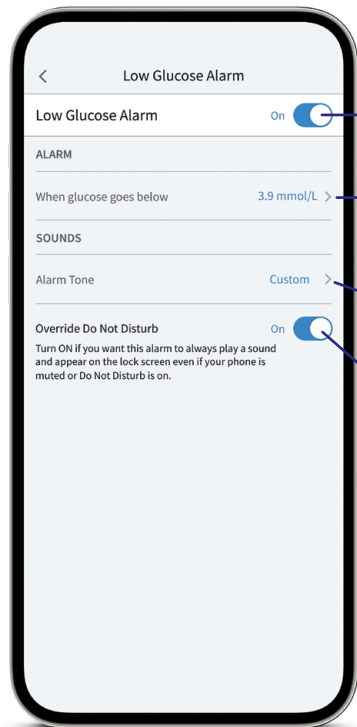 Low Glucose Alarm
Low Glucose Alarm On
ALARM
When glucose goes below 3.9 mmol/L
SOUNDS
Alarm Tone Custom
Override Do Not Disturb On
Turn ON if you want this alarm to always play a sound
and appear on the lock screen even if your phone is
muted or Do Not Disturb is on.